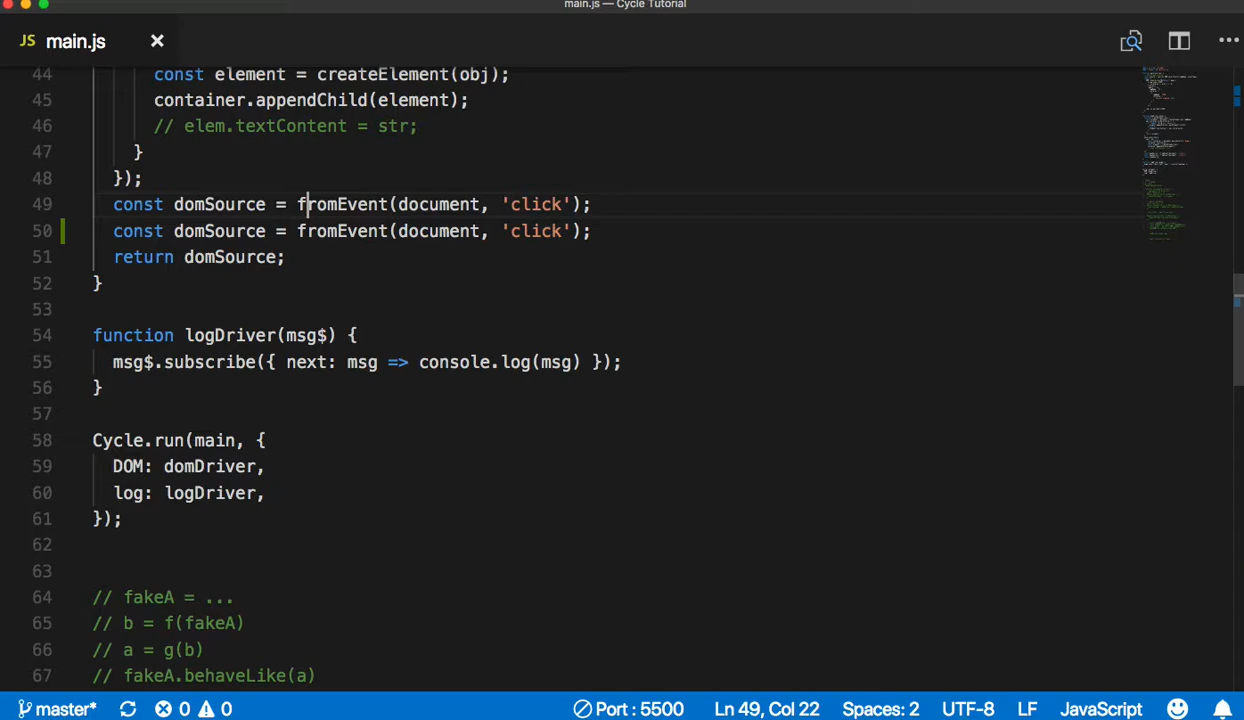 main.js — Cycle Tutorial
JS main.js
44 const element = createElement(obj);
45 container.appendChild(element);
46 // elem.textContent = str;
47 }
48 });
49 const domSource = fromEvent(document, 'click');
50 const domSource = fromEvent(document, 'click');
51 return domSource;
52 }
53
54 function logDriver(msg$) {
55 msg$.subscribe({ next: msg => console.log(msg) });
56 }
57
58 Cycle.run(main, {
59 DOM: domDriver,
60 log: logDriver,
61 });
62
63
64 // fakeA = ...
65 // b = f(fakeA)
66 // a = g(b)
67 // fakeA.behaveLike(a)
master* 0 0 Port : 5500 Ln 49, Col 22 Spaces: 2 UTF-8 LF JavaScript